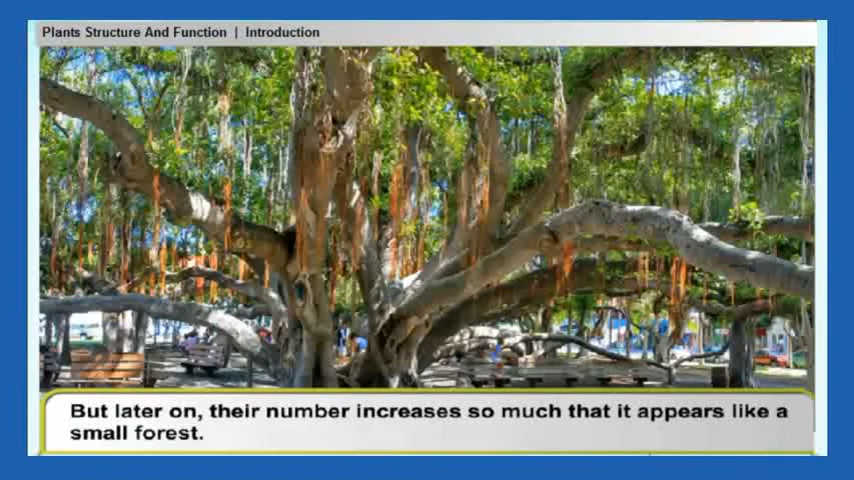 Plants Structure And Function | Introduction
But later on, their number increases so much that it appears like a
small forest.